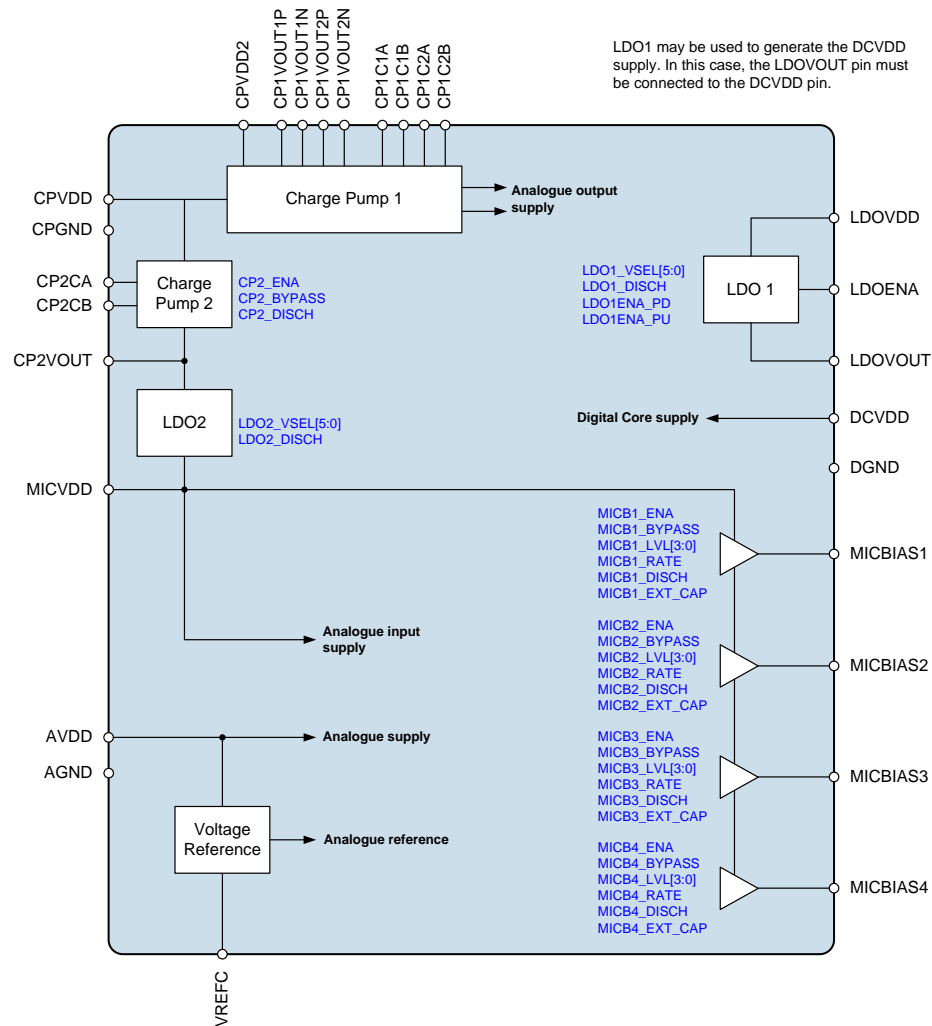 CPVDD2
CP1VOUT1P
CP1VOUT1N
CP1VOUT2P
CP1VOUT2N
CP1C1A
CP1C1B
CP1C2A
CP1C2B
LDO1 may be used to generate the DCVDD
supply. In this case, the LDOVOUT pin must
be connected to the DCVDD pin.
CPVDD
CPGND
CP2CA
CP2CB
CP2VOUT
MICVDD
AVDD
AGND
VREFC
Charge Pump 1
Analogue output
supply
Charge
Pump 2
CP2_ENA
CP2_BYPASS
CP2_DISCH
LDO2
LDO2_VSEL[5:0]
LDO2_DISCH
LDO1_VSEL[5:0]
LDO1_DISCH
LDO1ENA_PD
LDO1ENA_PU
LDO 1
LDOVDD
LDOENA
LDOVOUT
Digital Core supply
DCVDD
DGND
MICB1_ENA
MICB1_BYPASS
MICB1_LVL[3:0]
MICB1_RATE
MICB1_DISCH
MICB1_EXT_CAP
MICBIAS1
Analogue input
supply
MICB2_ENA
MICB2_BYPASS
MICB2_LVL[3:0]
MICB2_RATE
MICB2_DISCH
MICB2_EXT_CAP
MICBIAS2
Analogue supply
MICB3_ENA
MICB3_BYPASS
MICB3_LVL[3:0]
MICB3_RATE
MICB3_DISCH
MICB3_EXT_CAP
MICBIAS3
Voltage
Reference
Analogue reference
MICB4_ENA
MICB4_BYPASS
MICB4_LVL[3:0]
MICB4_RATE
MICB4_DISCH
MICB4_EXT_CAP
MICBIAS4